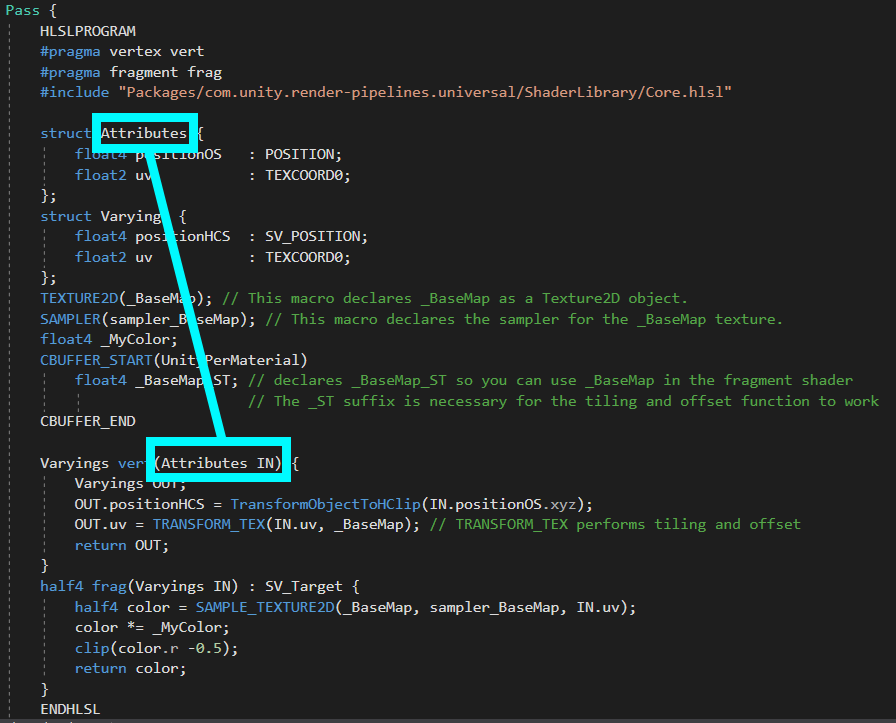 Pass {
HLSLPROGRAM
#pragma vertex vert
#pragma fragment frag
#include "Packages/com.unity.render-pipelines.universal/ShaderLibrary/Core.hlsl"
struct Attributes {
float4 positionOS : POSITION;
float2 uv : TEXCOORD0;
};
struct Varyings {
float4 positionHCS : SV_POSITION;
float2 uv : TEXCOORD0;
};
TEXTURE2D(_BaseMap); // This macro declares _BaseMap as a Texture2D object.
SAMPLER(sampler_BaseMap); // This macro declares the sampler for the _BaseMap texture.
float4 _MyColor;
CBUFFER_START(UnityPerMaterial)
float4 _BaseMap_ST; // declares _BaseMap_ST so you can use _BaseMap in the fragment shader
// The _ST suffix is necessary for the tiling and offset function to work
CBUFFER_END
Varyings vert(Attributes IN) {
Varyings OUT;
OUT.positionHCS = TransformObjectToHClip(IN.positionOS.xyz);
OUT.uv = TRANSFORM_TEX(IN.uv, _BaseMap); // TRANSFORM_TEX performs tiling and offset
return OUT;
}
half4 frag(Varyings IN) : SV_Target {
half4 color = SAMPLE_TEXTURE2D(_BaseMap, sampler_BaseMap, IN.uv);
color *= _MyColor;
clip(color.r -0.5);
return color;
}
ENDHLSL